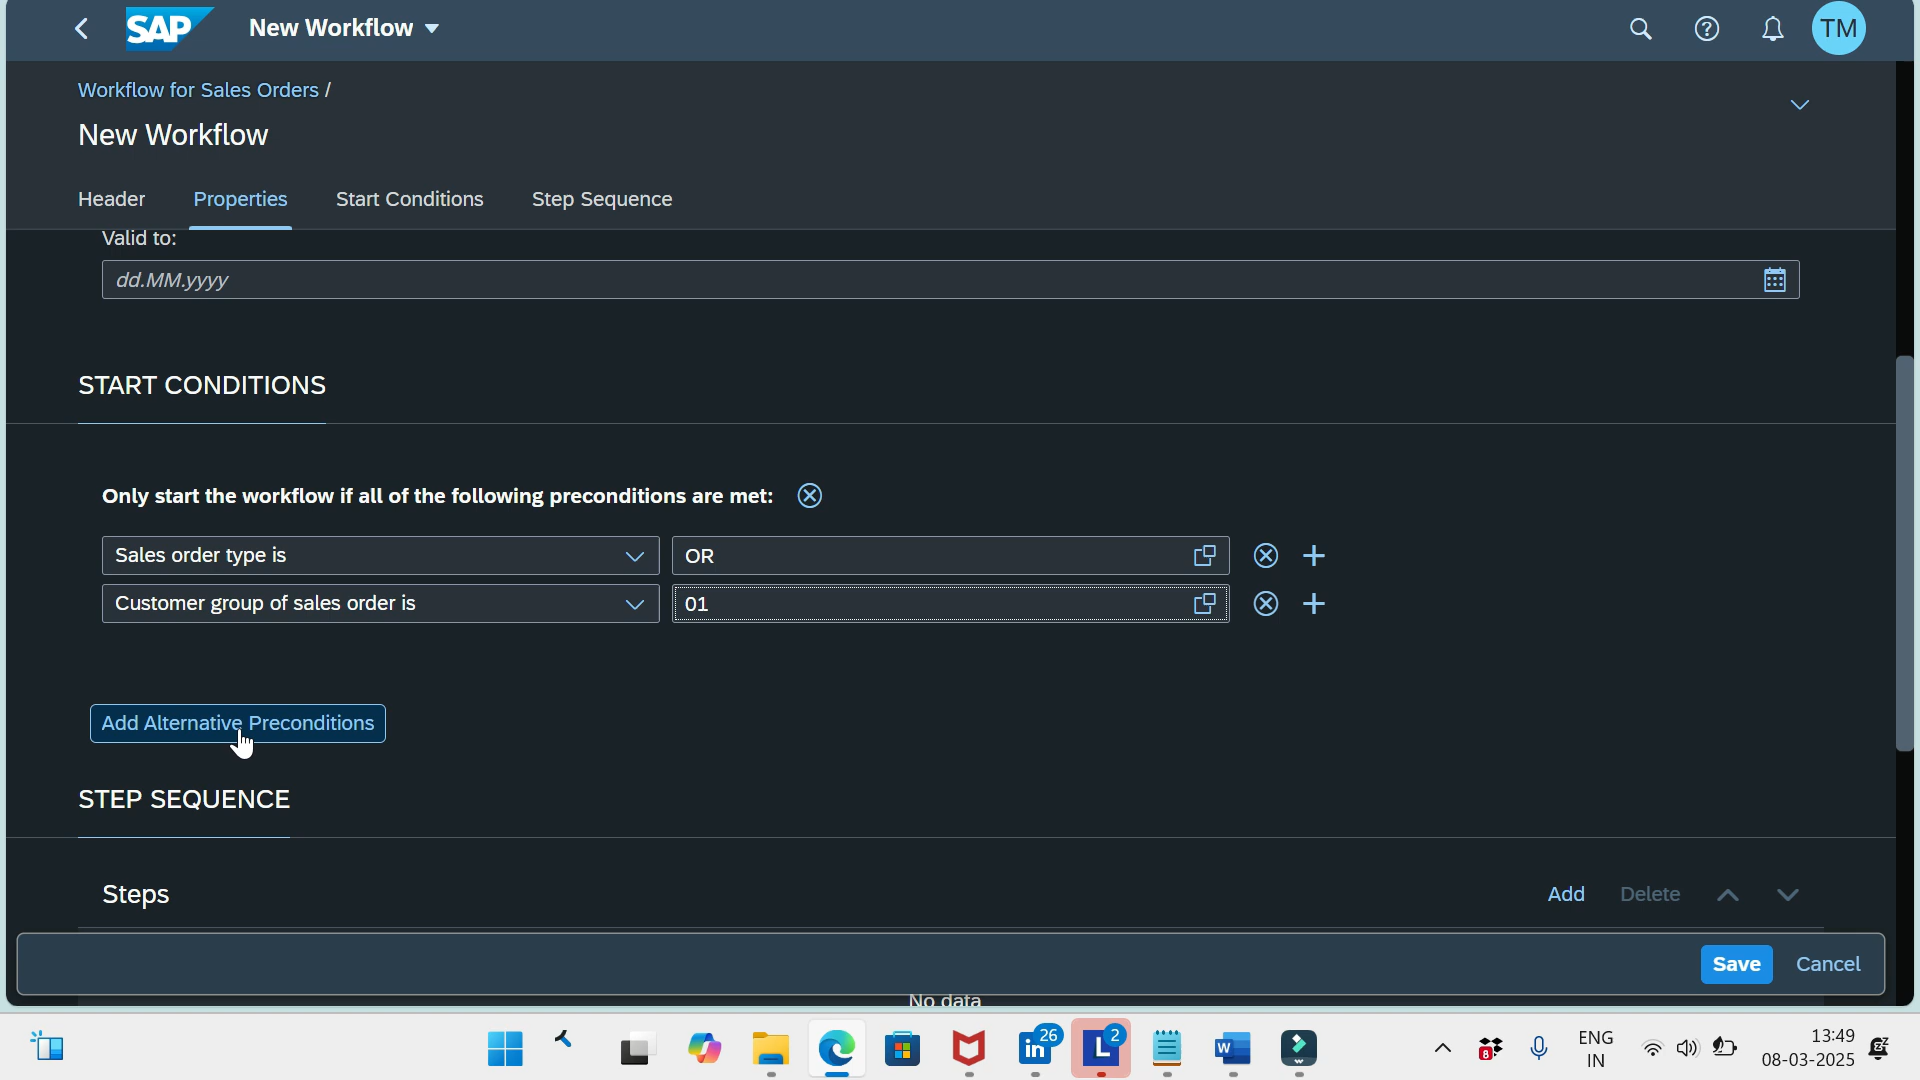 SAP New Workflow TM
Workflow for Sales Orders /
New Workflow
Header Properties Start Conditions Step Sequence
Valid to:
dd.MM.yyyy
START CONDITIONS
Only start the workflow if all of the following preconditions are met:
Sales order type is OR
Customer group of sales order is 01
Add Alternative Preconditions
STEP SEQUENCE
Steps Add Delete
Save Cancel
No data
26 2 8
in L W ENG 13:49
IN 08-03-2025